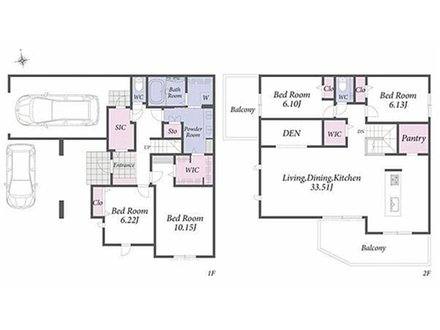 WC
Bath
Room
W
SIC
Sto
Powder
Room
UP
Entrance
WIC
Clo
Bed Room
6.22J
Bed Room
10.15J
1F
Balcony
Bed Room
6.10J
Clo
WC
Clo
Bed Room
6.13J
DEN
WIC
DN
Pantry
Living,Dining,Kitchen
33.51J
Balcony
2F